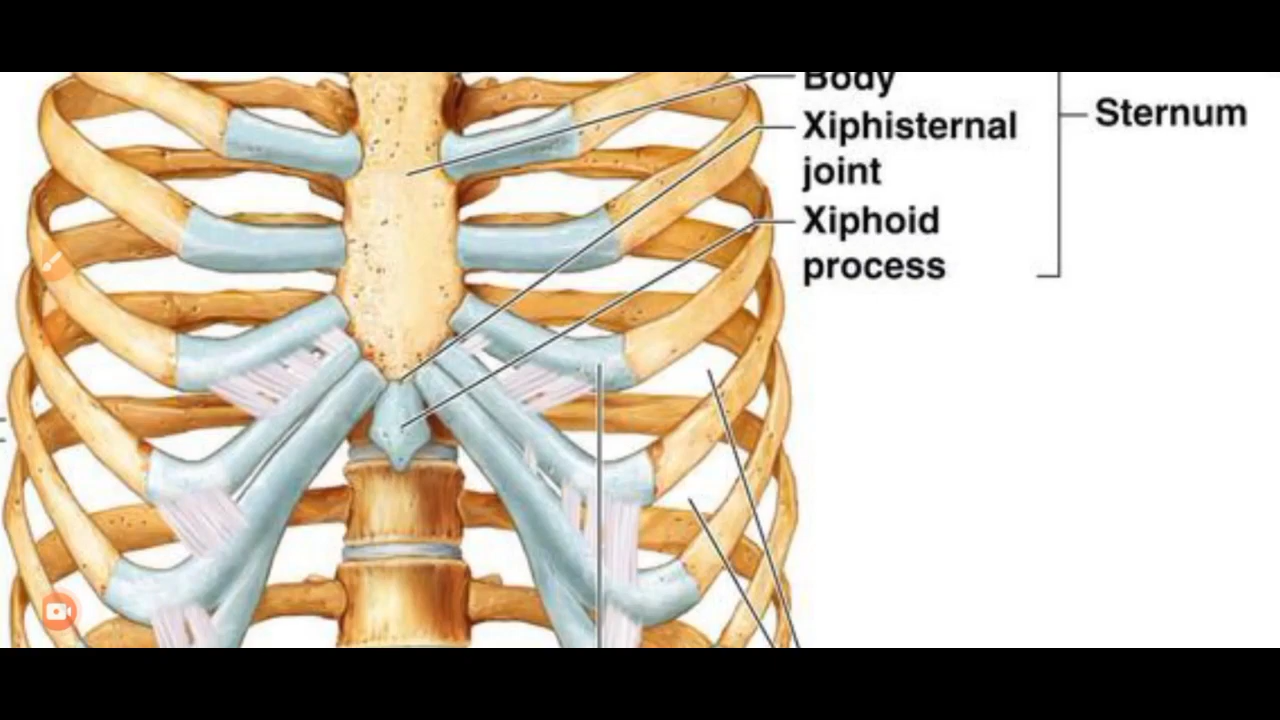 Body
Xiphisternal
joint
Xiphoid
process
Sternum